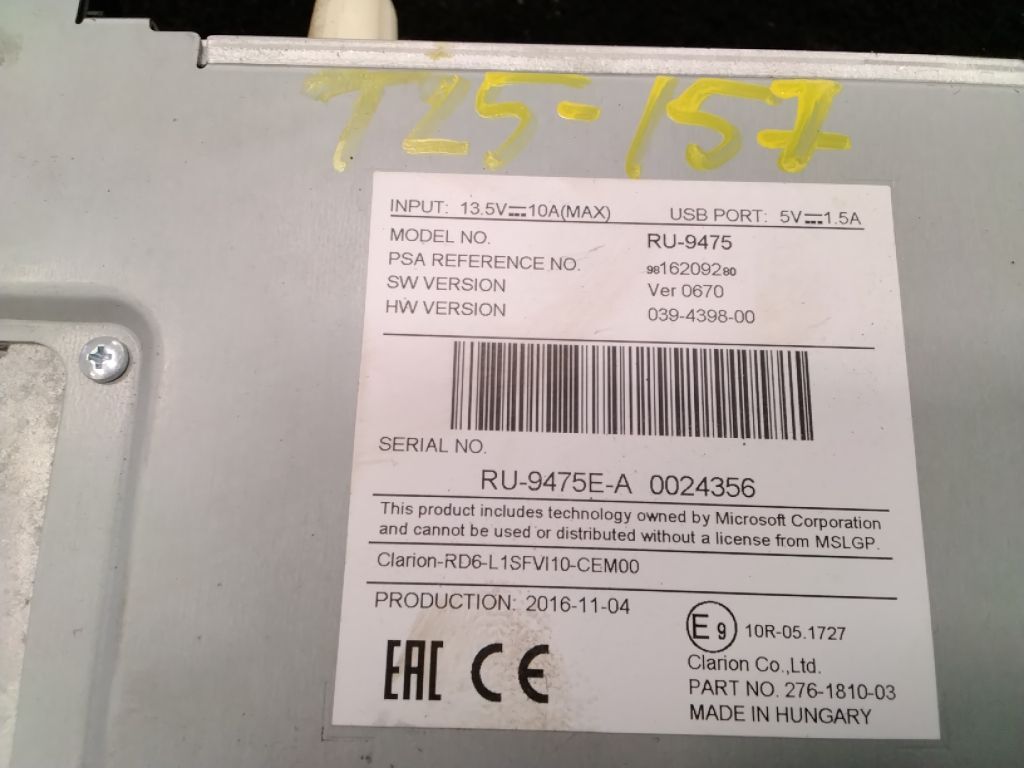 T25-157
INPUT: 13.5V⎓10A(MAX) USB PORT: 5V⎓1.5A
MODEL NO. RU-9475
PSA REFERENCE NO. 9816209280
SW VERSION Ver 0670
HW VERSION 039-4398-00
SERIAL NO.
RU-9475E-A 0024356
This product includes technology owned by Microsoft Corporation
and cannot be used or distributed without a license from MSLGP.
Clarion-RD6-L1SFVI10-CEM00
PRODUCTION: 2016-11-04
E9 10R-05.1727
Clarion Co.,Ltd.
EAC CE
PART NO. 276-1810-03
MADE IN HUNGARY